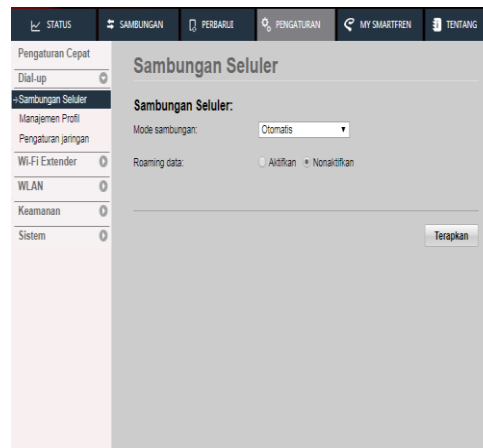 STATUS SAMBUNGAN PERBARUI PENGATURAN MY SMARTFREN TENTANG
Pengaturan Cepat
Dial-up
Sambungan Seluler
Manajemen Profil
Pengaturan jaringan
Wi-Fi Extender
WLAN
Keamanan
Sistem
Sambungan Seluler
Sambungan Seluler:
Mode sambungan: Otomatis
Roaming data: Aktifkan Nonaktifkan
Terapkan